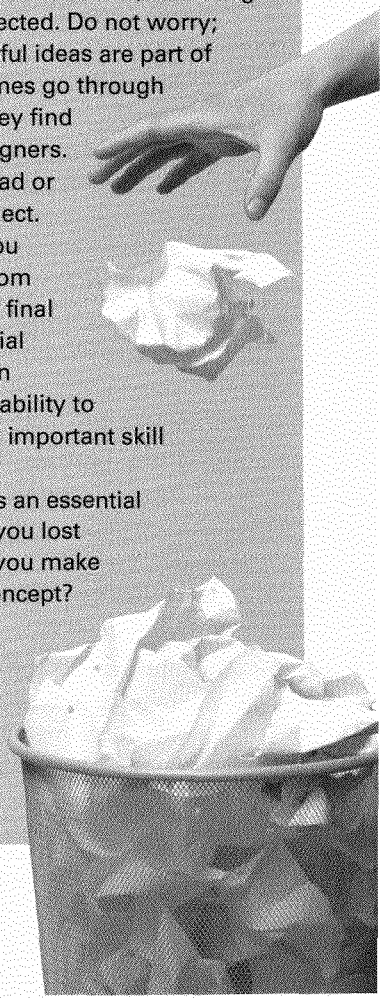 ected. Do not worry;
ful ideas are part of
nes go through
ey find
gners.
ad or
ect.
ou
om
final
ial
n
ability to
important skill
s an essential
you lost
you make
oncept?